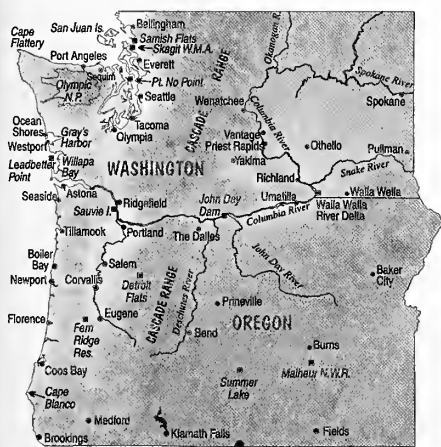 Bellingham
San Juan Is.
Samish Flats
Cape
Flattery
Skagit W.M.A.
Port Angeles
Everett
Sequim
Pt. No Point
Olympic
N.P.
Seattle
CASCADE RANGE
Okanogan River
Spokane River
Wenatchee
Spokane
Columbia River
Tacoma
Ocean
Shores
Gray's
Harbor
Olympia
Vantage
Westport
Priest Rapids
Othello
Pullman
Leadbetter
Point
Willapa
Bay
WASHINGTON
Yakima
Snake River
Richland
Seaside
Astoria
Ridgefield
John Day
Dam
Umatilla
Walla Walla
Sauvie I.
Columbia River
Walla Walla
River Delta
Tillamook
Portland
The Dalles
Boiler
Bay
Salem
John Day River
Newport
Corvallis
Detroit
Flats
CASCADE RANGE
Deschutes River
Baker
City
Prineville
Florence
Eugene
OREGON
Fern
Ridge
Res.
Bend
Burns
Coos Bay
Malheur N.W.R.
Summer
Lake
Cape
Blanco
Medford
Klamath Falls
Fields
Brookings